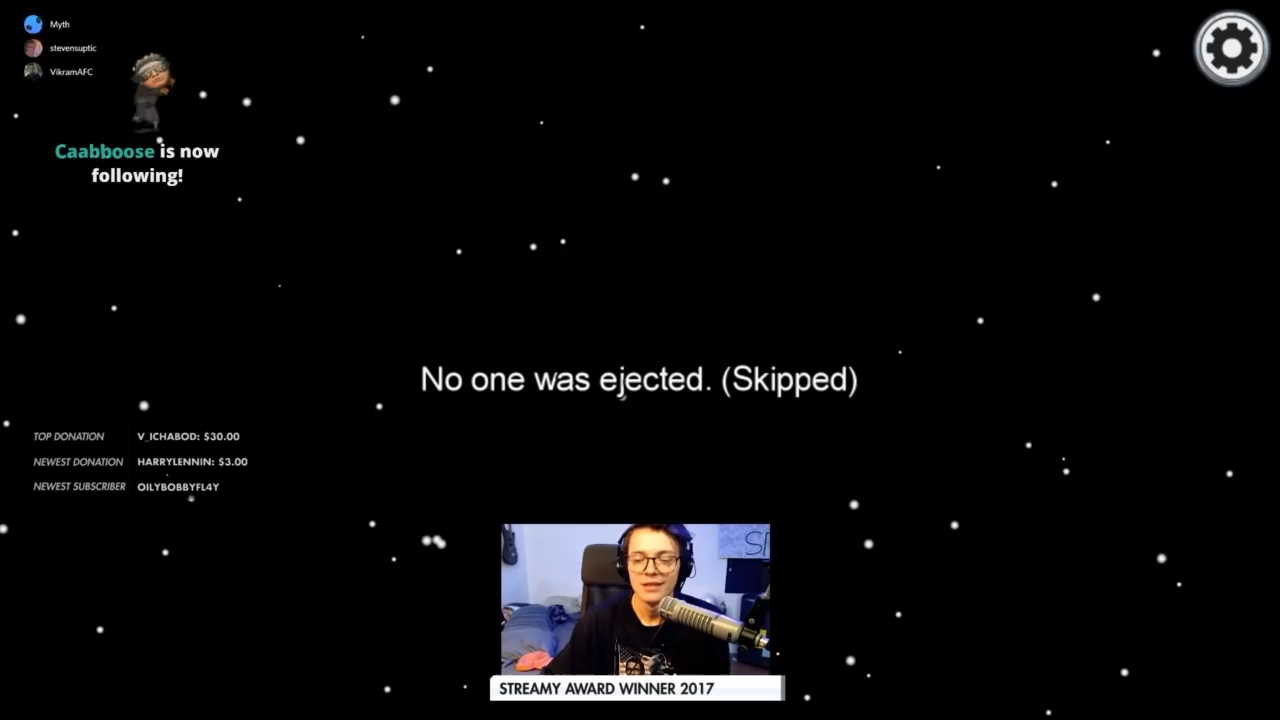 Myth
stevensuptic
VikramAFC
Caabboose is now
following!
No one was ejected. (Skipped)
TOP DONATION V_ICHABOD: $30.00
NEWEST DONATION HARRYLENNIN: $3.00
NEWEST SUBSCRIBER OILYBOBBYFL4Y
SF
STREAMY AWARD WINNER 2017